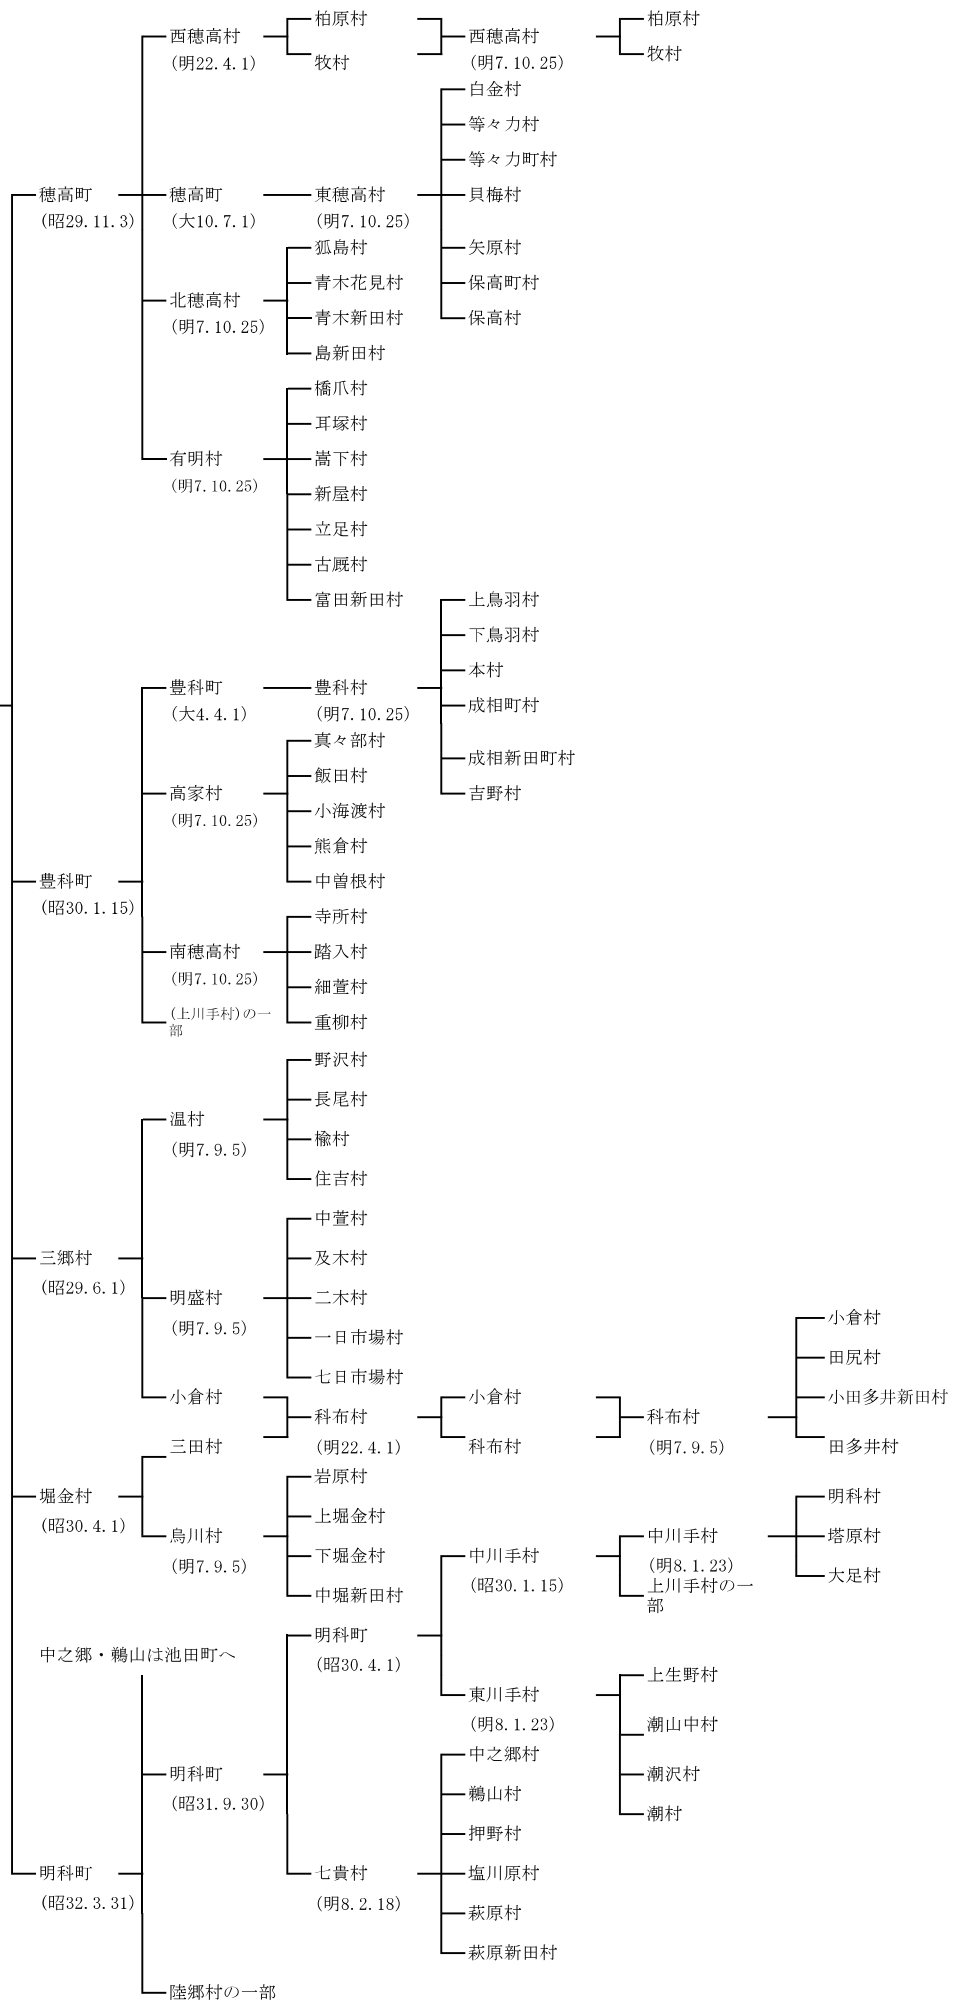 柏原村
柏原村
西穂高村
西穂高村
(明22.4.1)
牧村
(明7.10.25)
牧村
白金村
等々力村
等々力町村
穂高町
穂高町
東穂高村
貝梅村
(昭29.11.3)
(大10.7.1)
(明7.10.25)
狐島村
矢原村
青木花見村
保高町村
北穂高村
(明7.10.25)
青木新田村
保高村
島新田村
橋爪村
耳塚村
有明村
嵩下村
(明7.10.25)
新屋村
立足村
古厩村
富田新田村
上鳥羽村
下鳥羽村
本村
豊科町
豊科村
成相町村
(大4.4.1)
(明7.10.25)
真々部村
成相新田町村
飯田村
高家村
吉野村
(明7.10.25)
小海渡村
熊倉村
豊科町
中曽根村
(昭30.1.15)
寺所村
南穂高村
踏入村
(明7.10.25)
細萱村
(上川手村)の一
部
重柳村
野沢村
長尾村
温村
楡村
(明7.9.5)
住吉村
中萱村
三郷村
及木村
(昭29.6.1)
明盛村
二木村
(明7.9.5)
小倉村
一日市場村
田尻村
七日市場村
小倉村
小倉村
小田多井新田村
科布村
科布村
三田村
(明22.4.1)
科布村
(明7.9.5)
田多井村
岩原村
堀金村
明科村
(昭30.4.1)
上堀金村
烏川村
中川手村
塔原村
(明7.9.5)
下堀金村
中川手村
(明8.1.23)
大足村
(昭30.1.15)
上川手村の一
部
中堀新田村
明科町
中之郷・鵜山は池田町へ
(昭30.4.1)
上生野村
東川手村
(明8.1.23)
潮山中村
中之郷村
明科町
潮沢村
(昭31.9.30)
鵜山村
潮村
押野村
明科町
七貴村
塩川原村
(昭32.3.31)
(明8.2.18)
萩原村
萩原新田村
陸郷村の一部